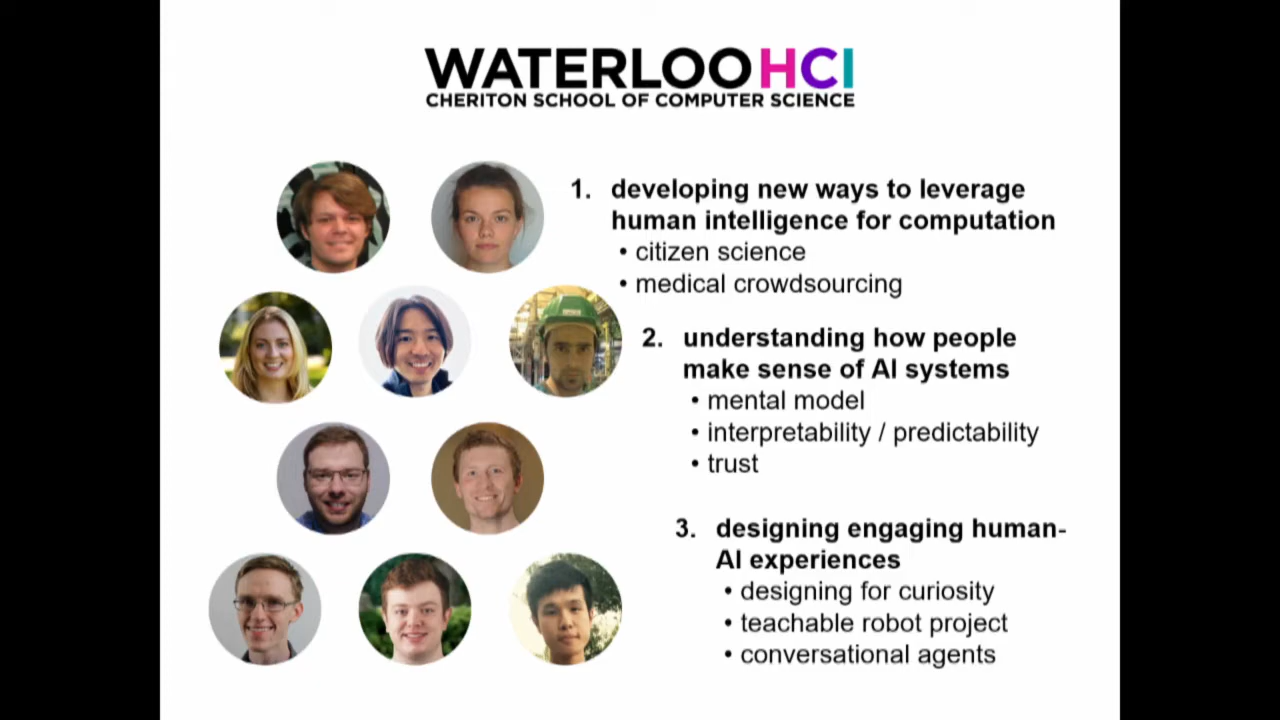 WATERLOO HCI
CHERITON SCHOOL OF COMPUTER SCIENCE
1. developing new ways to leverage
human intelligence for computation
• citizen science
• medical crowdsourcing
2. understanding how people
make sense of AI systems
• mental model
• interpretability / predictability
• trust
3. designing engaging human-
AI experiences
• designing for curiosity
• teachable robot project
• conversational agents